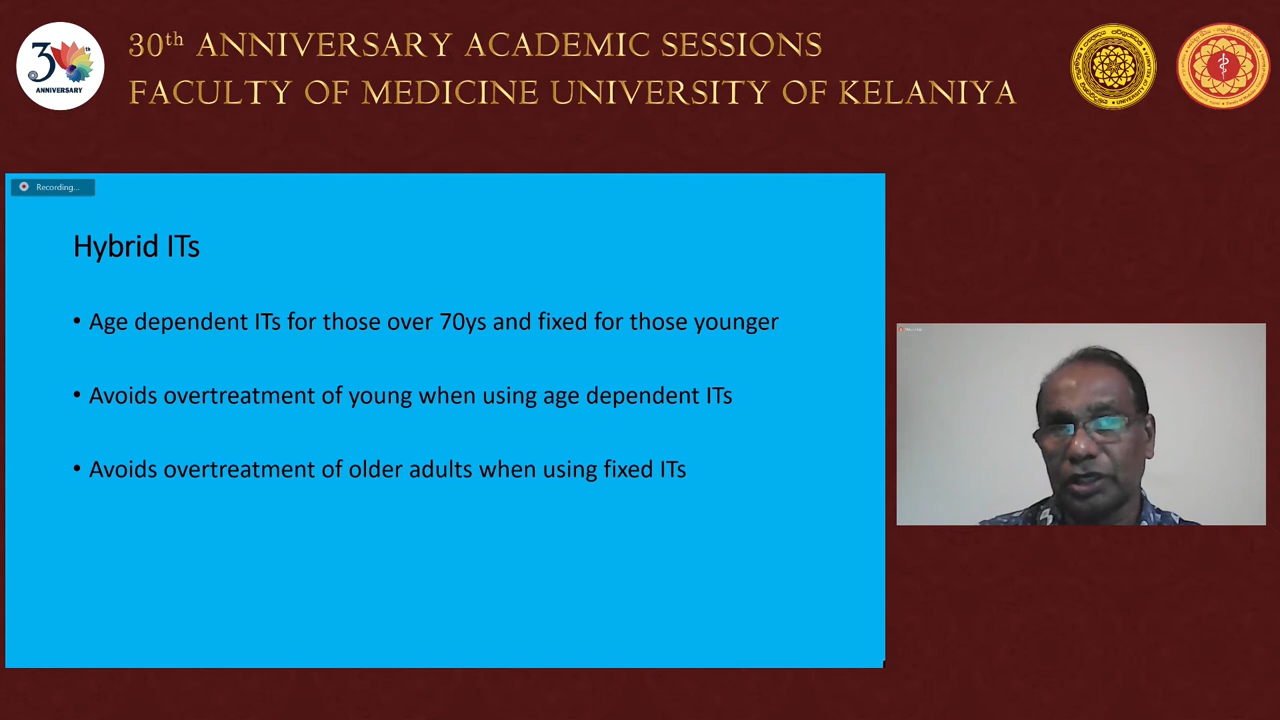 30th ANNIVERSARY ACADEMIC SESSIONS
FACULTY OF MEDICINE UNIVERSITY OF KELANIYA
30th
ANNIVERSARY
Recording...
Hybrid ITs
• Age dependent ITs for those over 70ys and fixed for those younger
• Avoids overtreatment of young when using age dependent ITs
• Avoids overtreatment of older adults when using fixed ITs